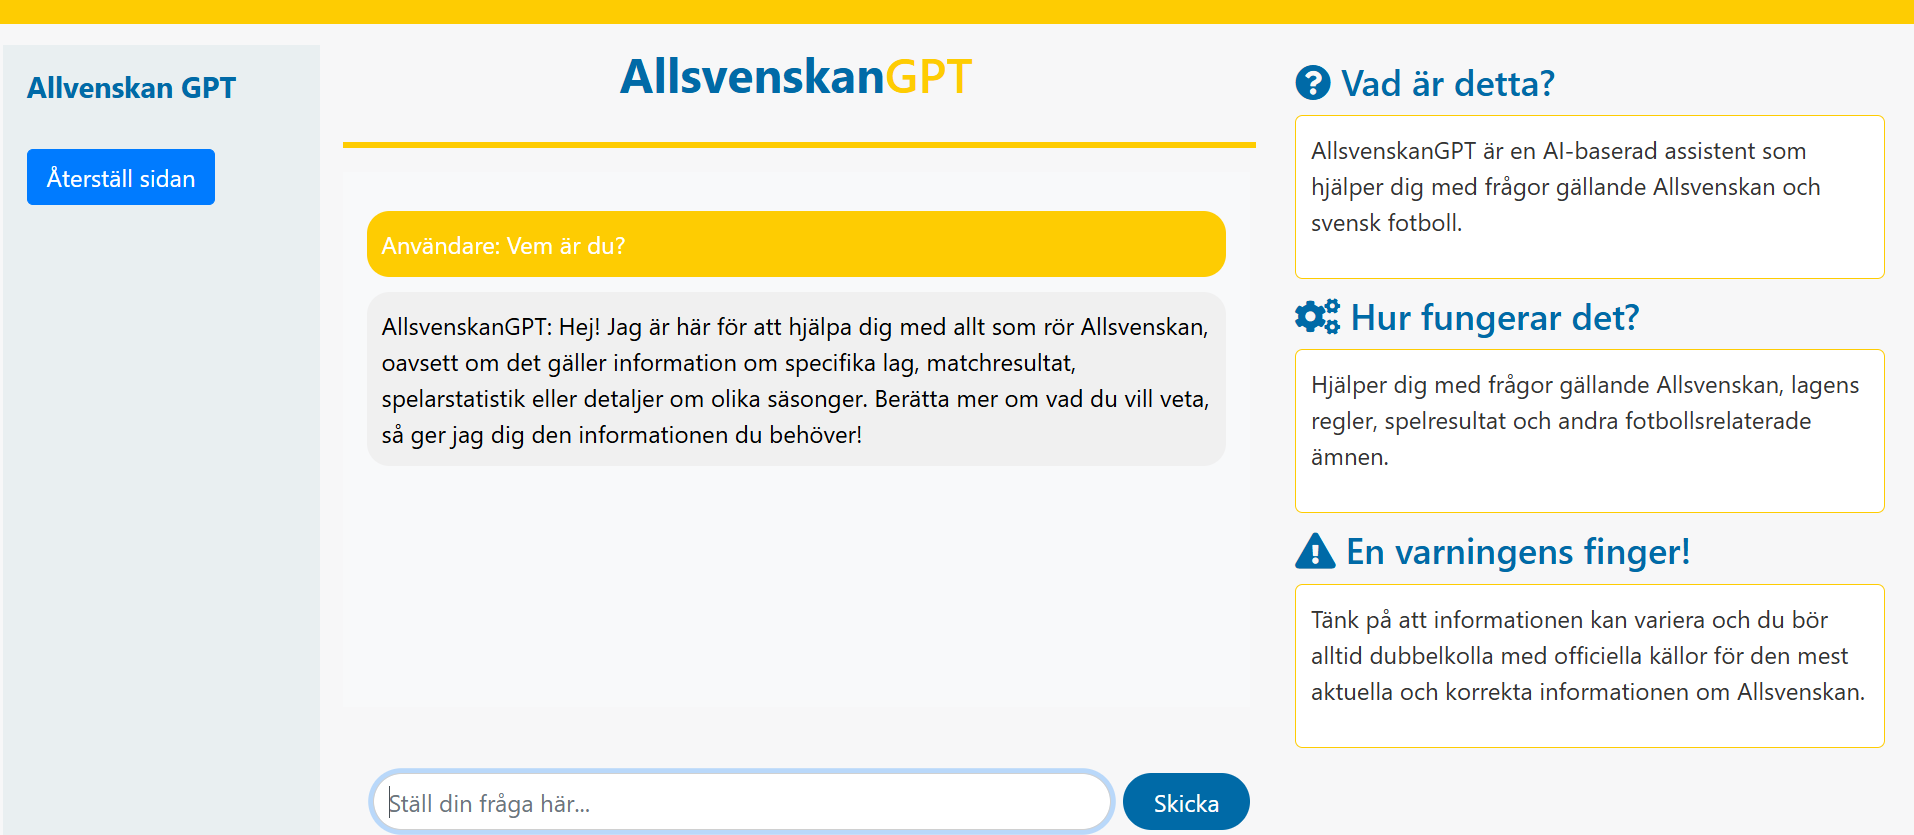 Allvenskan GPT
Återställ sidan
AllsvenskanGPT
Användare: Vem är du?
AllsvenskanGPT: Hej! Jag är här för att hjälpa dig med allt som rör Allsvenskan,
oavsett om det gäller information om specifika lag, matchresultat,
spelarstatistik eller detaljer om olika säsonger. Berätta mer om vad du vill veta,
så ger jag dig den informationen du behöver!
Ställ din fråga här...
Skicka
Vad är detta?
AllsvenskanGPT är en AI-baserad assistent som
hjälper dig med frågor gällande Allsvenskan och
svensk fotboll.
Hur fungerar det?
Hjälper dig med frågor gällande Allsvenskan, lagens
regler, spelresultat och andra fotbollsrelaterade
ämnen.
En varningens finger!
Tänk på att informationen kan variera och du bör
alltid dubbelkolla med officiella källor för den mest
aktuella och korrekta informationen om Allsvenskan.